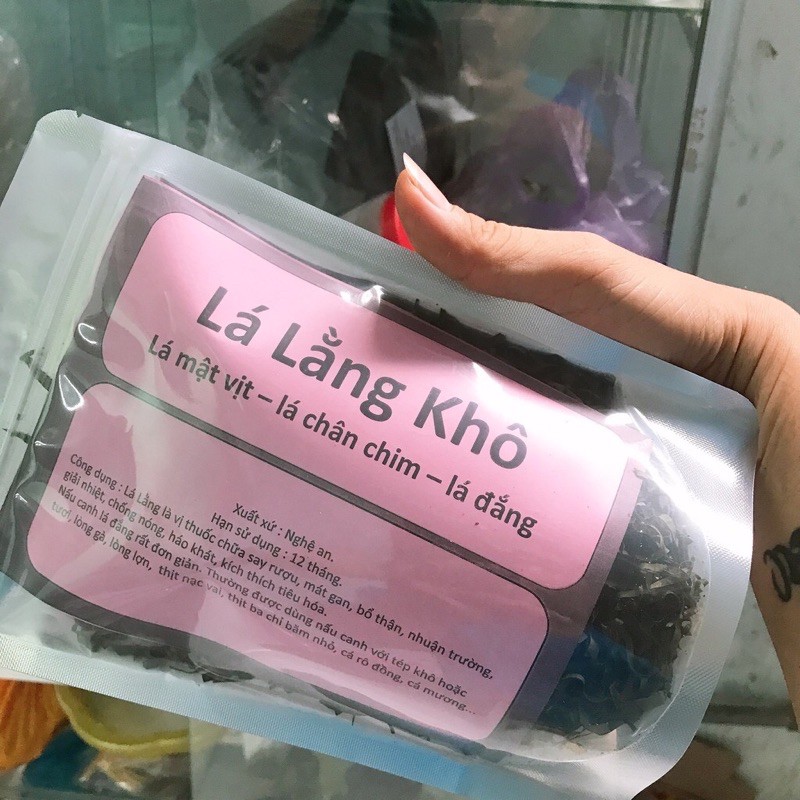 Lá Lằng Khô
Lá mật vịt – lá chân chim – lá đắng
Xuất xứ : Nghệ an.
Hạn sử dụng : 12 tháng.
Công dụng : Lá Lằng là vị thuốc chữa say rượu, mát gan, bổ thận, nhuận trường,
giải nhiệt, chống nóng, háo khát, kích thích tiêu hóa.
Nấu canh lá đắng rất đơn giản. Thường được dùng nấu canh với tép khô hoặc
tươi, lòng gà, lòng lợn, thịt nạc vai, thịt ba chỉ băm nhỏ, cá rô đồng, cá mương...